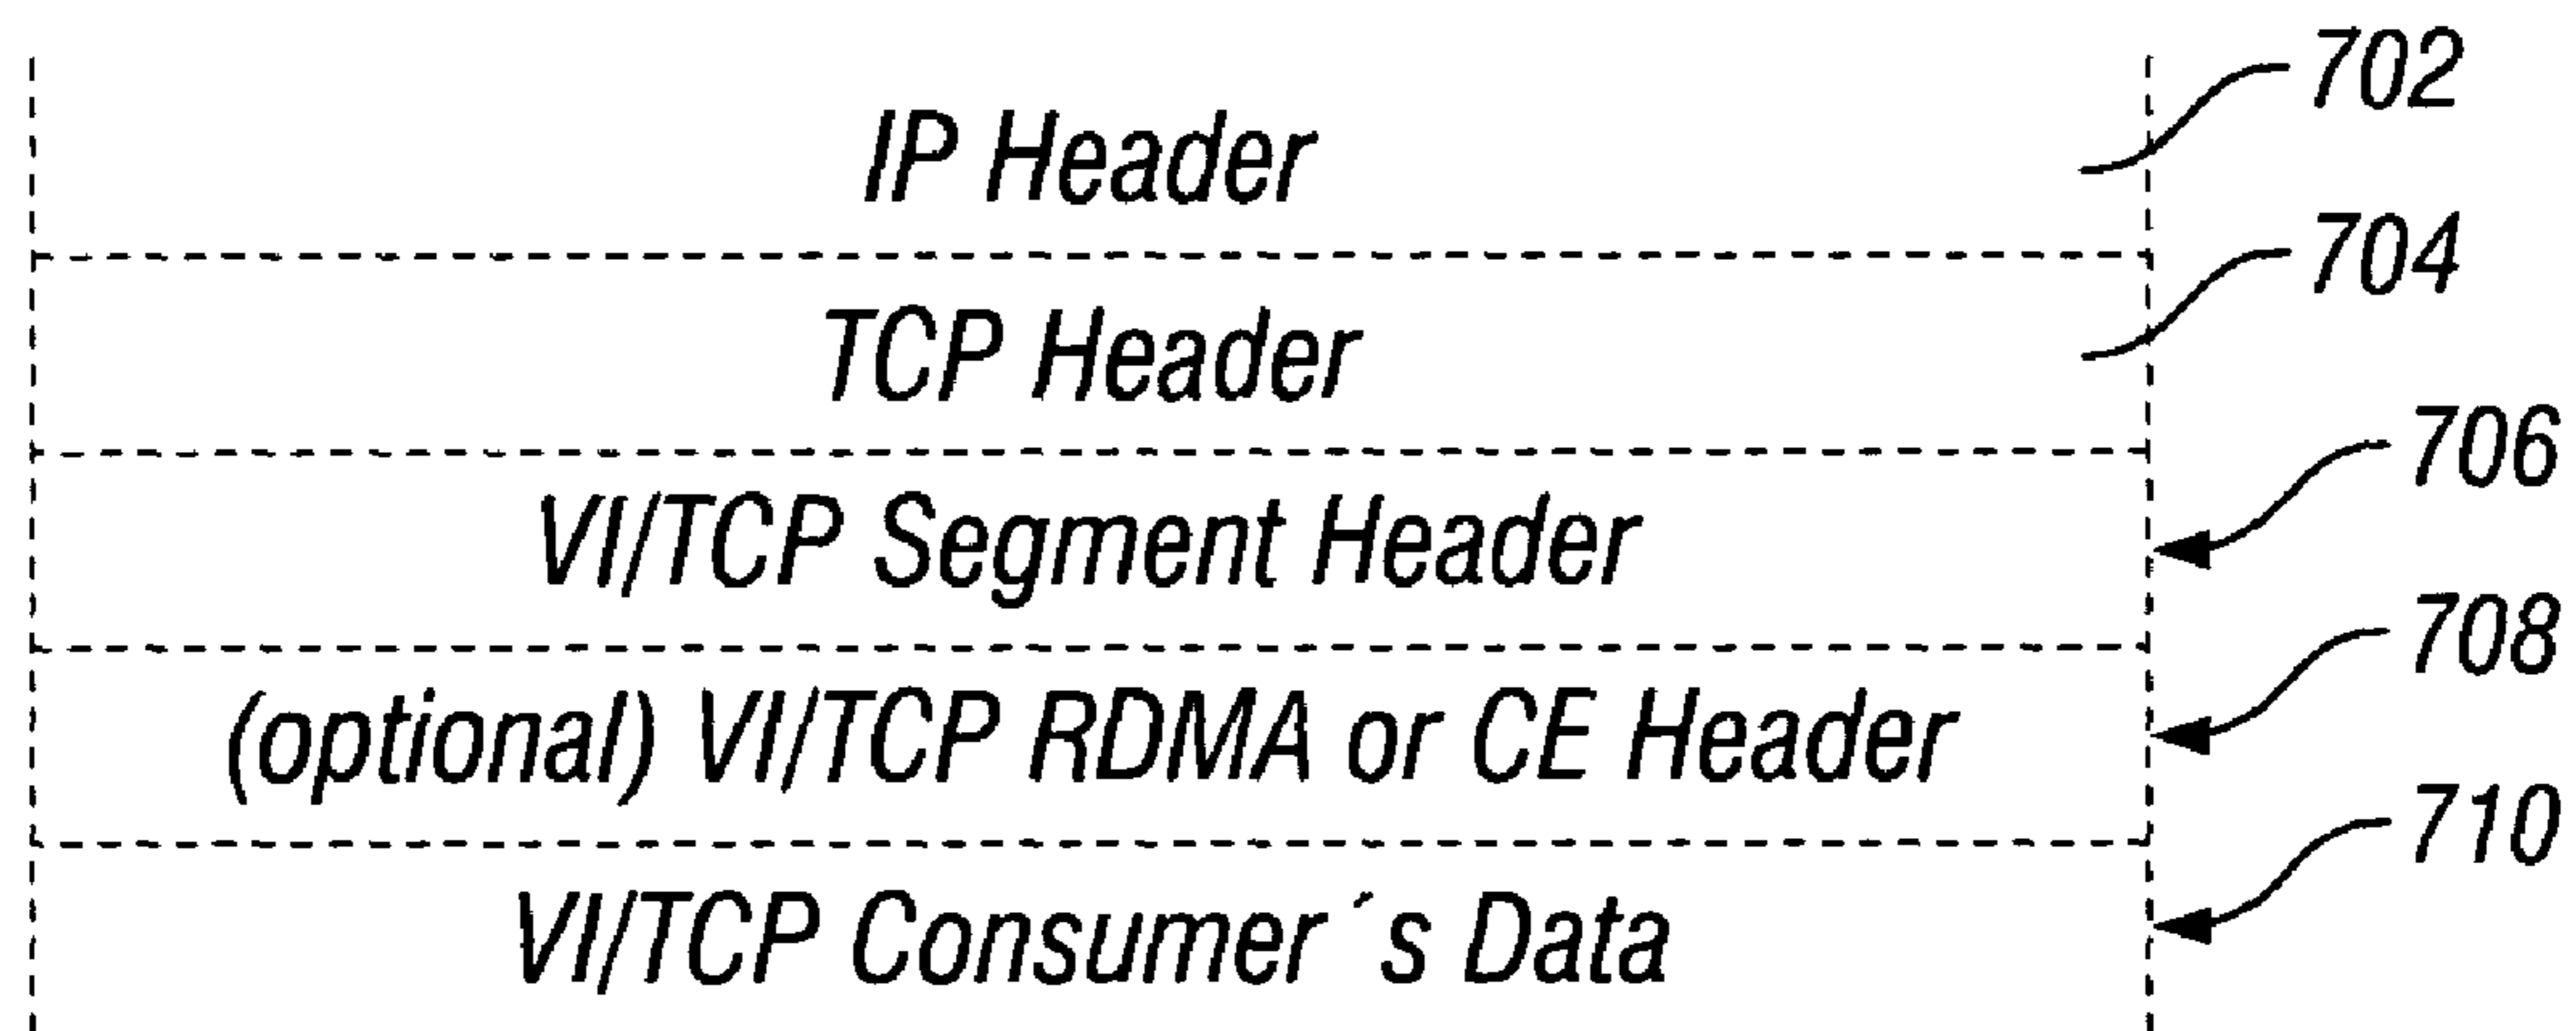 702
IP Header
704
TCP Header
706
VI/TCP Segment Header
708
(optional) VI/TCP RDMA or CE Header
710
VI/TCP Consumer´s Data